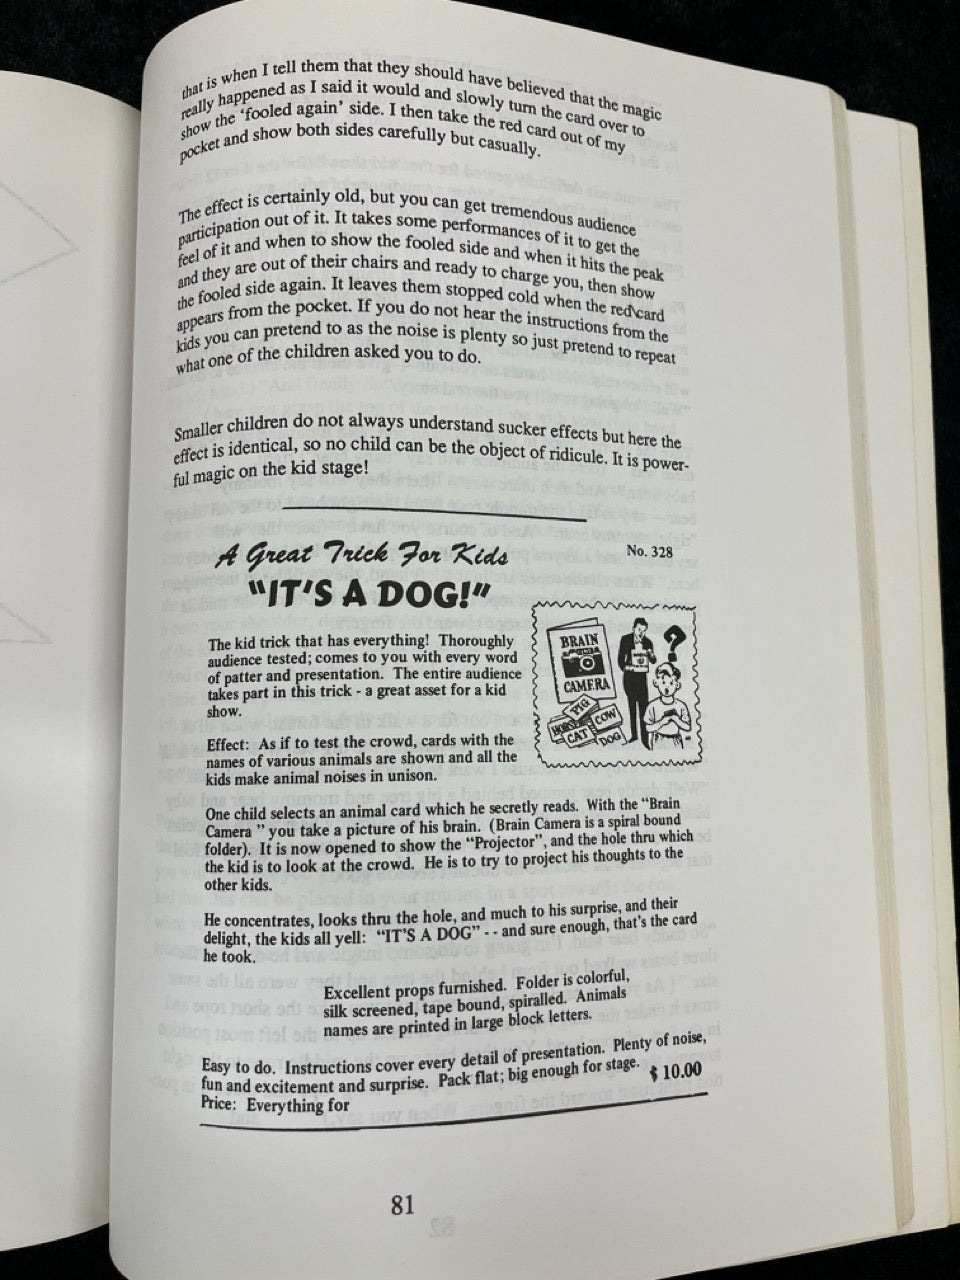 that is when I tell them that they should have believed that the magic
really happened as I said it would and slowly turn the card over to
show the ‘fooled again’ side. I then take the red card out of my
pocket and show both sides carefully but casually.
The effect is certainly old, but you can get tremendous audience
participation out of it. It takes some performances of it to get the
feel of it and when to show the fooled side and when it hits the peak
and they are out of their chairs and ready to charge you, then show
the fooled side again. It leaves them stopped cold when the red card
appears from the pocket. If you do not hear the instructions from the
kids you can pretend to as the noise is plenty so just pretend to repeat
what one of the children asked you to do.
Smaller children do not always understand sucker effects but here the
effect is identical, so no child can be the object of ridicule. It is power-
ful magic on the kid stage!
A Great Trick For Kids
No. 328
"IT'S A DOG!"
The kid trick that has everything! Thoroughly
audience tested; comes to you with every word
of patter and presentation. The entire audience
takes part in this trick - a great asset for a kid
show.
BRAIN
CAMERA
?
PIG
HORSE
COW
CAT
DOG
Effect: As if to test the crowd, cards with the
names of various animals are shown and all the
kids make animal noises in unison.
One child selects an animal card which he secretly reads. With the “Brain
Camera ” you take a picture of his brain. (Brain Camera is a spiral bound
folder). It is now opened to show the “Projector”, and the hole thru which
the kid is to look at the crowd. He is to try to project his thoughts to the
other kids.
He concentrates, looks thru the hole, and much to his surprise, and their
delight, the kids all yell: “IT'S A DOG” - - and sure enough, that's the card
he took.
Excellent props furnished. Folder is colorful,
silk screened, tape bound, spiralled. Animals
names are printed in large block letters.
Easy to do. Instructions cover every detail of presentation. Plenty of noise,
fun and excitement and surprise. Pack flat; big enough for stage.
Price: Everything for
$ 10.00
81